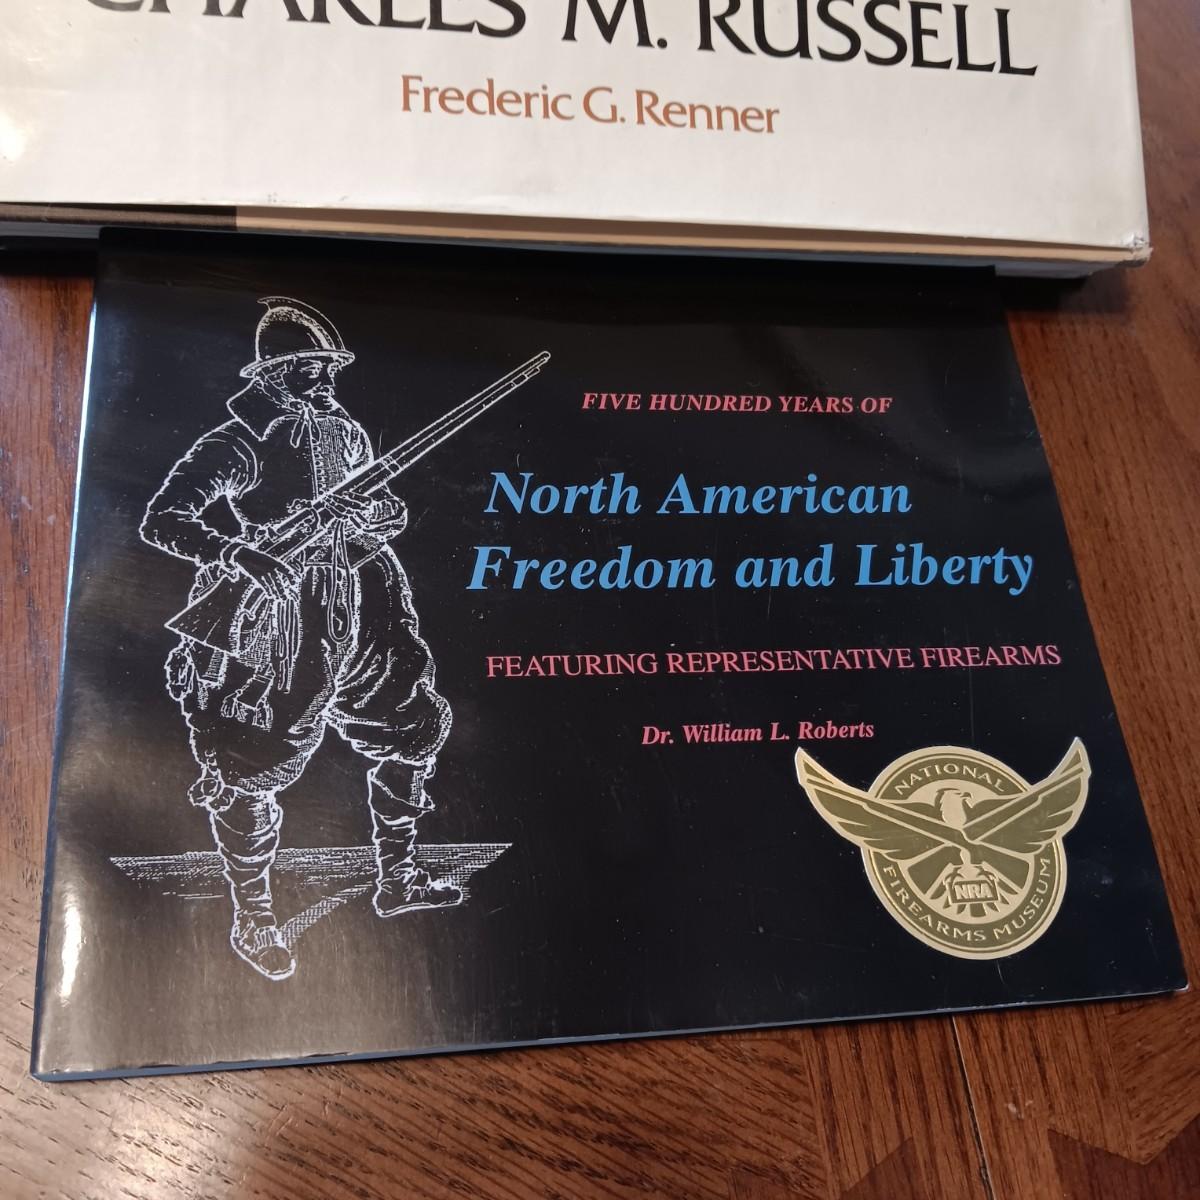 CHARLES M. RUSSELL
Frederic G. Renner
FIVE HUNDRED YEARS OF
North American
Freedom and Liberty
FEATURING REPRESENTATIVE FIREARMS
Dr. William L. Roberts
NATIONAL
NRA
FIREARMS MUSEUM